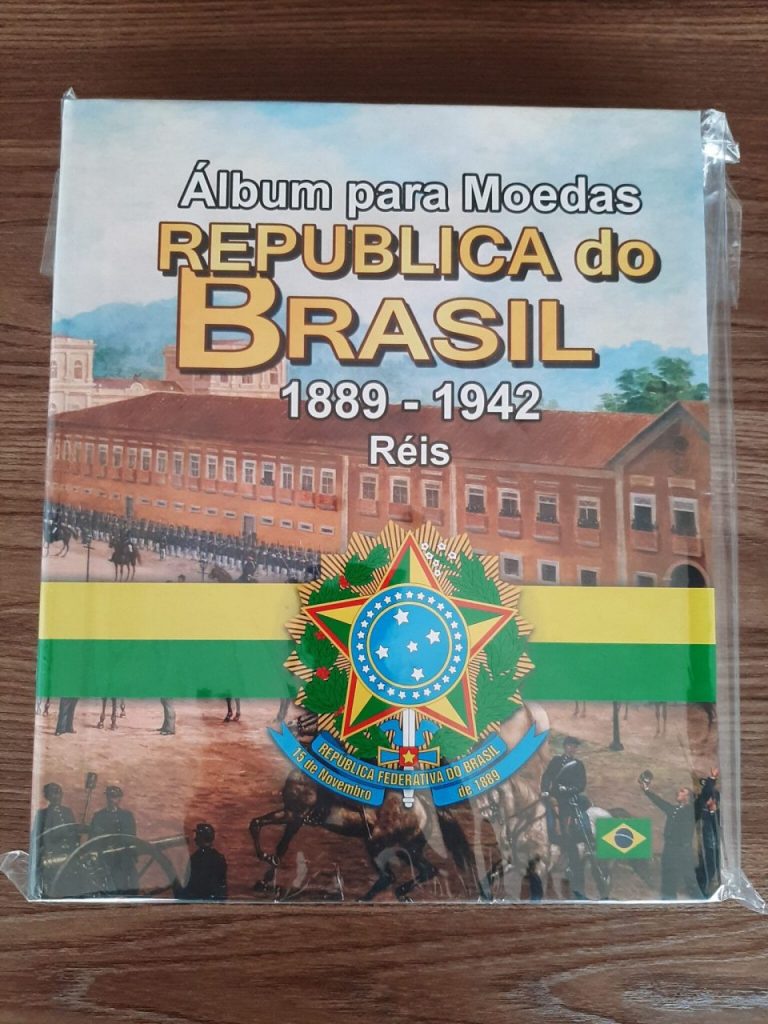 Álbum para Moedas
REPUBLICA do
BRASIL
1889 - 1942
Réis
REPUBLICA FEDERATIVA DO BRASIL
15 de Novembro
de 1889